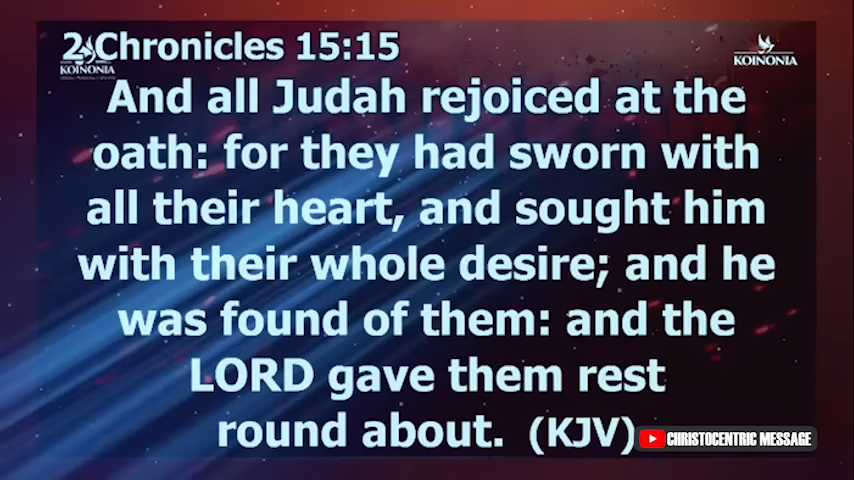 2 Chronicles 15:15
KOINONIA
KOINONIA
And all Judah rejoiced at the
oath: for they had sworn with
all their heart, and sought him
with their whole desire; and he
was found of them: and the
LORD gave them rest
round about. (KJV)
CHRISTOCENTRIC MESSAGE